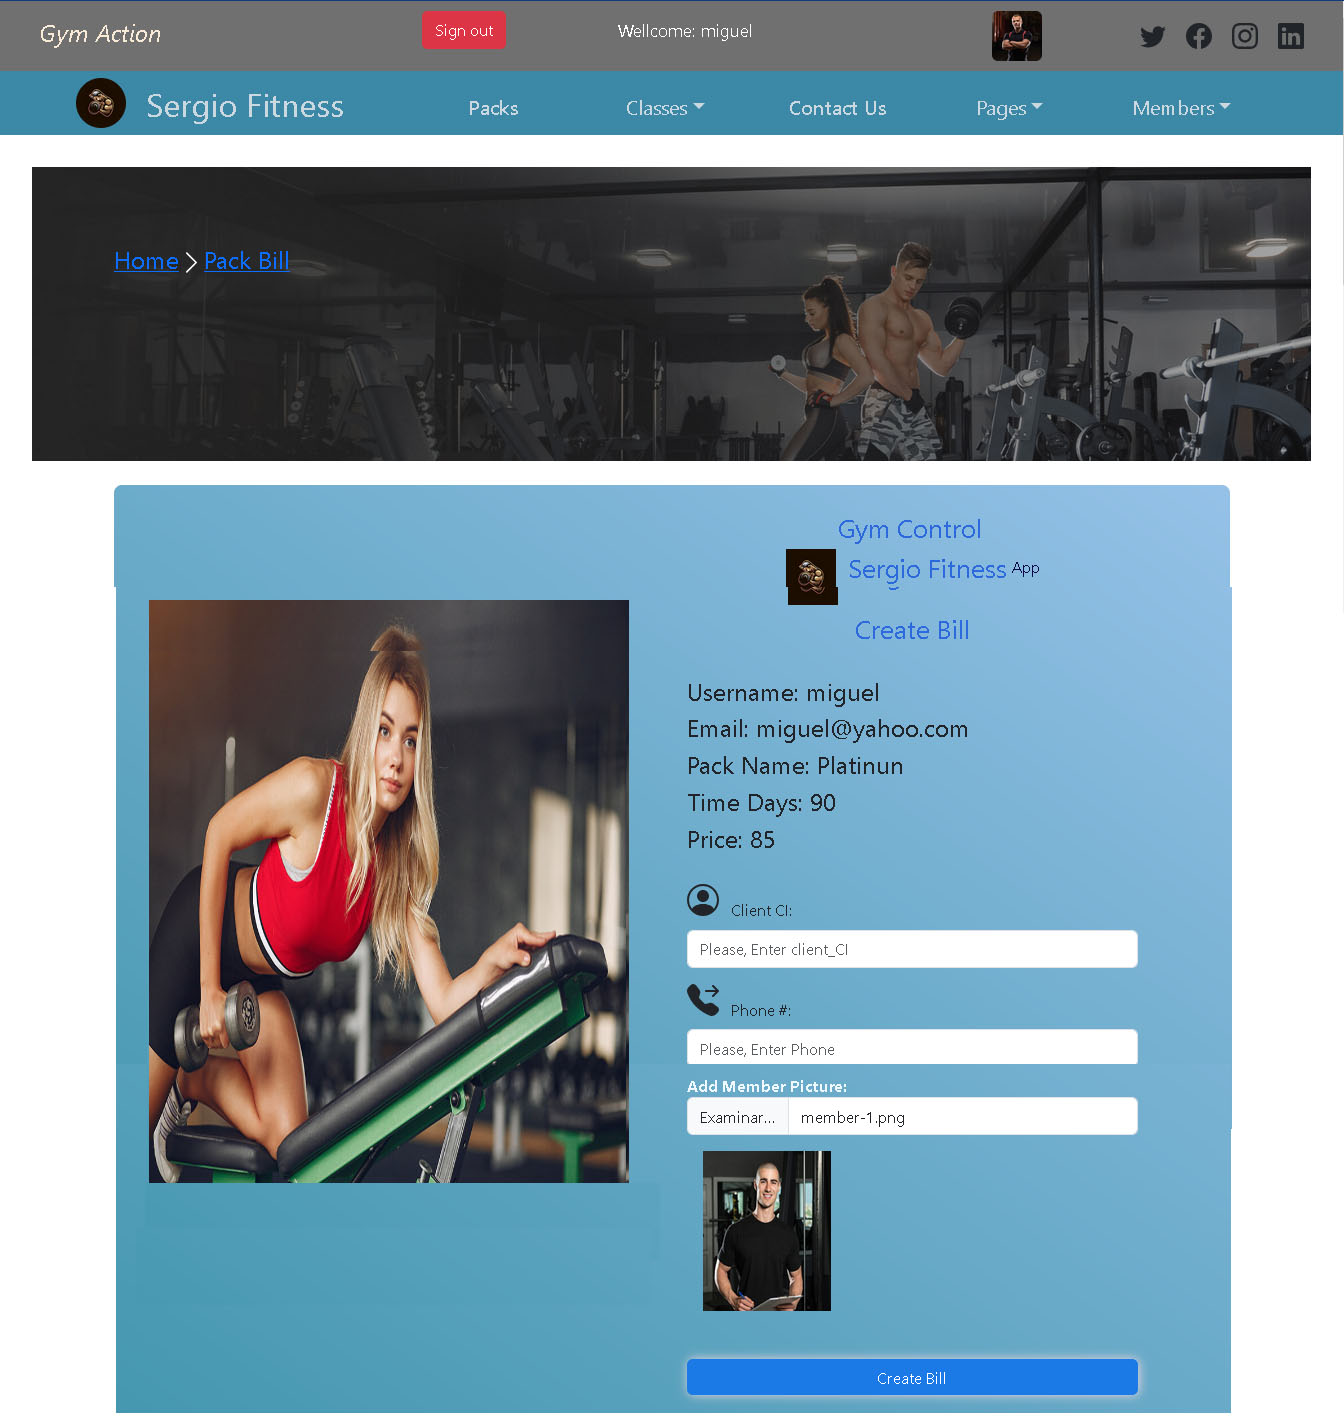 Gym Action
Sign out
Wellcome: miguel
Sergio Fitness
Packs
Classes
Contact Us
Pages
Members
Home > Pack Bill
Gym Control
Sergio Fitness App
Create Bill
Username: miguel
Email: miguel@yahoo.com
Pack Name: Platinun
Time Days: 90
Price: 85
Client CI:
Please, Enter client_CI
Phone #:
Please, Enter Phone
Add Member Picture:
Examinar... member-1.png
Create Bill